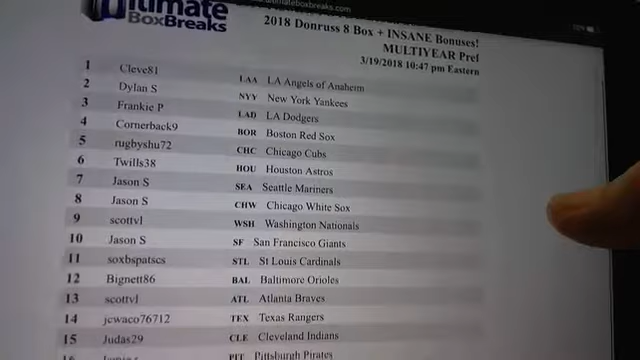 Ultimate
BoxBreaks
ultimateboxbreaks.com
2018 Donruss 8 Box + INSANE Bonuses!
MULTIYEAR Pref
3/19/2018 10:47 pm Eastern
1 Cleve81 LAA LA Angels of Anaheim
2 Dylan S NYY New York Yankees
3 Frankie P LAD LA Dodgers
4 Cornerback9 BOR Boston Red Sox
5 rugbyshu72 CHC Chicago Cubs
6 Twills38 HOU Houston Astros
7 Jason S SEA Seattle Mariners
8 Jason S CHW Chicago White Sox
9 scottvl WSH Washington Nationals
10 Jason S SF San Francisco Giants
11 soxbspatscs STL St Louis Cardinals
12 Bignett86 BAL Baltimore Orioles
13 scottvl ATL Atlanta Braves
14 jcwaco76712 TEX Texas Rangers
15 Judas29 CLE Cleveland Indians
16 PIT Pittsburgh Pirates